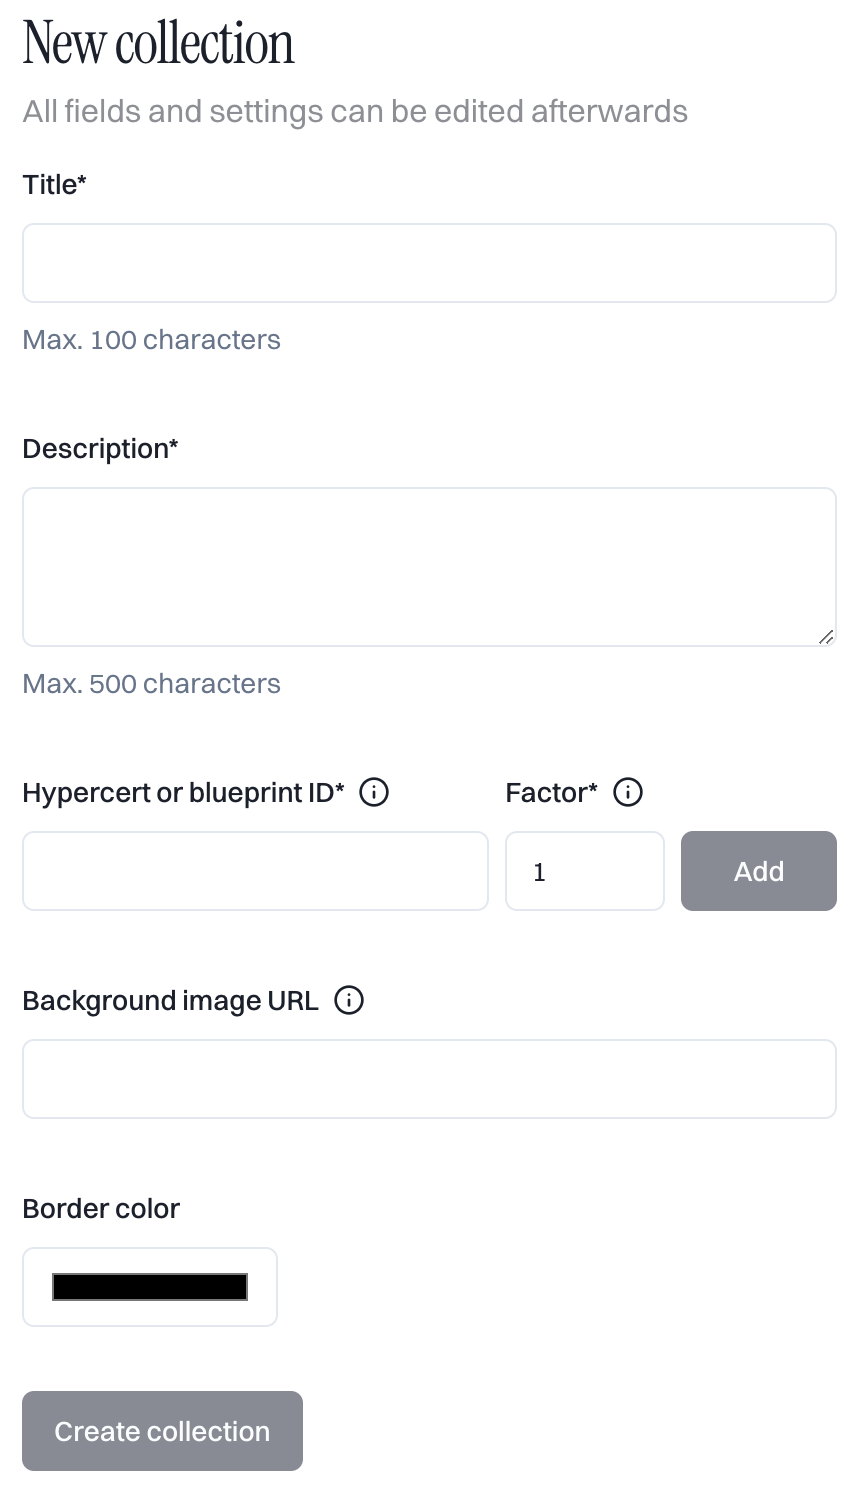 New collection
All fields and settings can be edited afterwards
Title*
Max. 100 characters
Description*
Max. 500 characters
Hypercert or blueprint ID*
Factor*
1
Add
Background image URL
Border color
Create collection